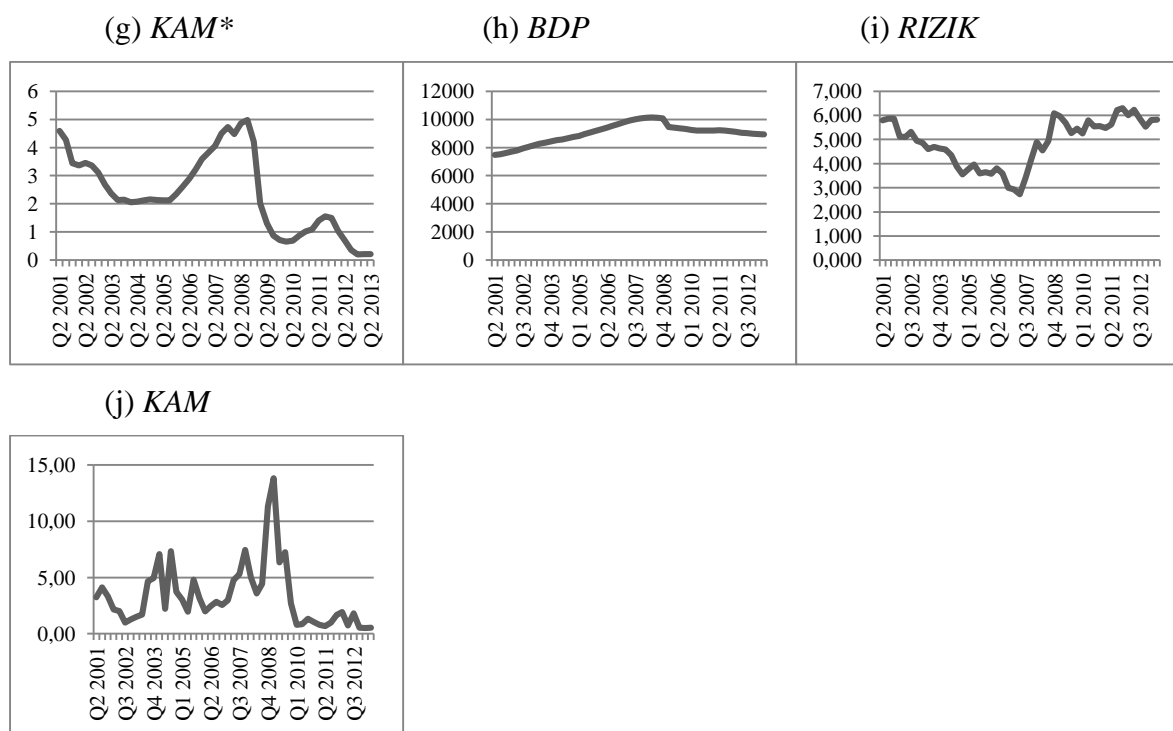 (g) KAM*
6
5
4
3
2
1
0
Q2 2001
Q2 2002
Q2 2003
Q2 2004
Q2 2005
Q2 2006
Q2 2007
Q2 2008
Q2 2009
Q2 2010
Q2 2011
Q2 2012
Q2 2013
(h) BDP
12000
10000
8000
6000
4000
2000
0
Q2 2001
Q3 2002
Q4 2003
Q1 2005
Q2 2006
Q3 2007
Q4 2008
Q1 2010
Q2 2011
Q3 2012
(i) RIZIK
7,000
6,000
5,000
4,000
3,000
2,000
1,000
0,000
Q2 2001
Q3 2002
Q4 2003
Q1 2005
Q2 2006
Q3 2007
Q4 2008
Q1 2010
Q2 2011
Q3 2012
(j) KAM
15,00
10,00
5,00
0,00
Q2 2001
Q3 2002
Q4 2003
Q1 2005
Q2 2006
Q3 2007
Q4 2008
Q1 2010
Q2 2011
Q3 2012